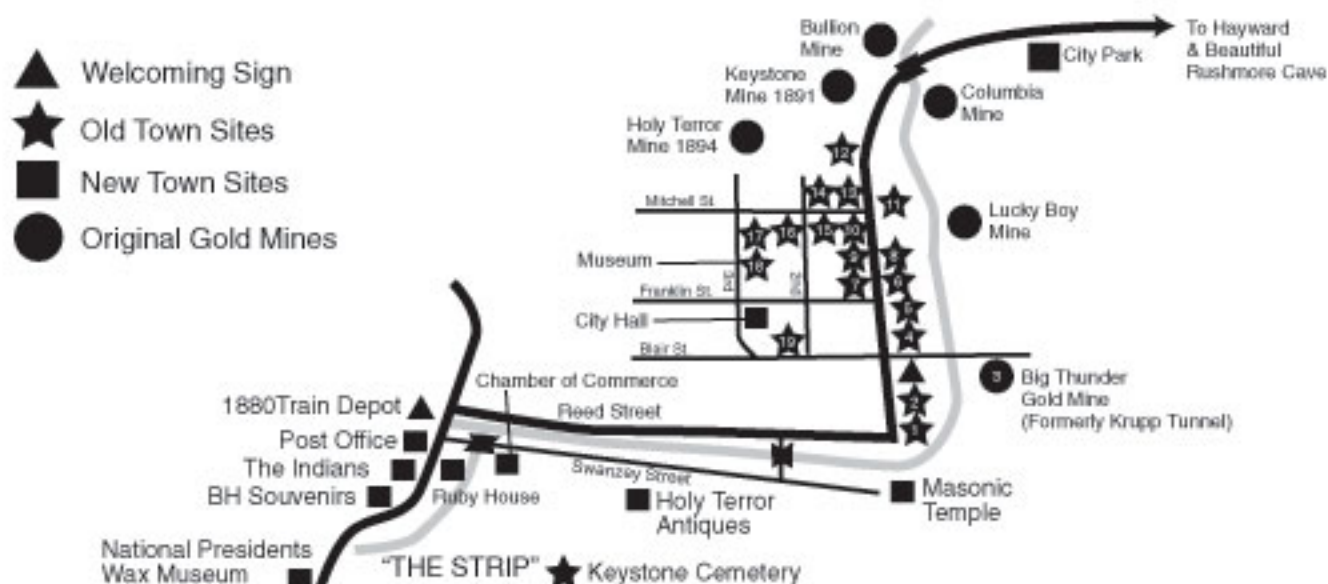 Welcoming Sign
Old Town Sites
New Town Sites
Original Gold Mines
Bullion
Mine
To Hayward
& Beautiful
Rushmore Cave
City Park
Keystone
Mine 1891
Columbia
Mine
Holy Terror
Mine 1894
12
14
13
Mitchell St.
11
Lucky Boy
Mine
17
16
15
10
Museum
18
9
8
3rd
2nd
7
6
Franklin St.
5
City Hall
19
4
Blair St.
3
Big Thunder
Gold Mine
(Formerly Krupp Tunnel)
2
1
Chamber of Commerce
1880Train Depot
Reed Street
Post Office
The Indians
Swanzey Street
BH Souvenirs
Ruby House
Holy Terror
Antiques
Masonic
Temple
National Presidents
Wax Museum
"THE STRIP"
Keystone Cemetery